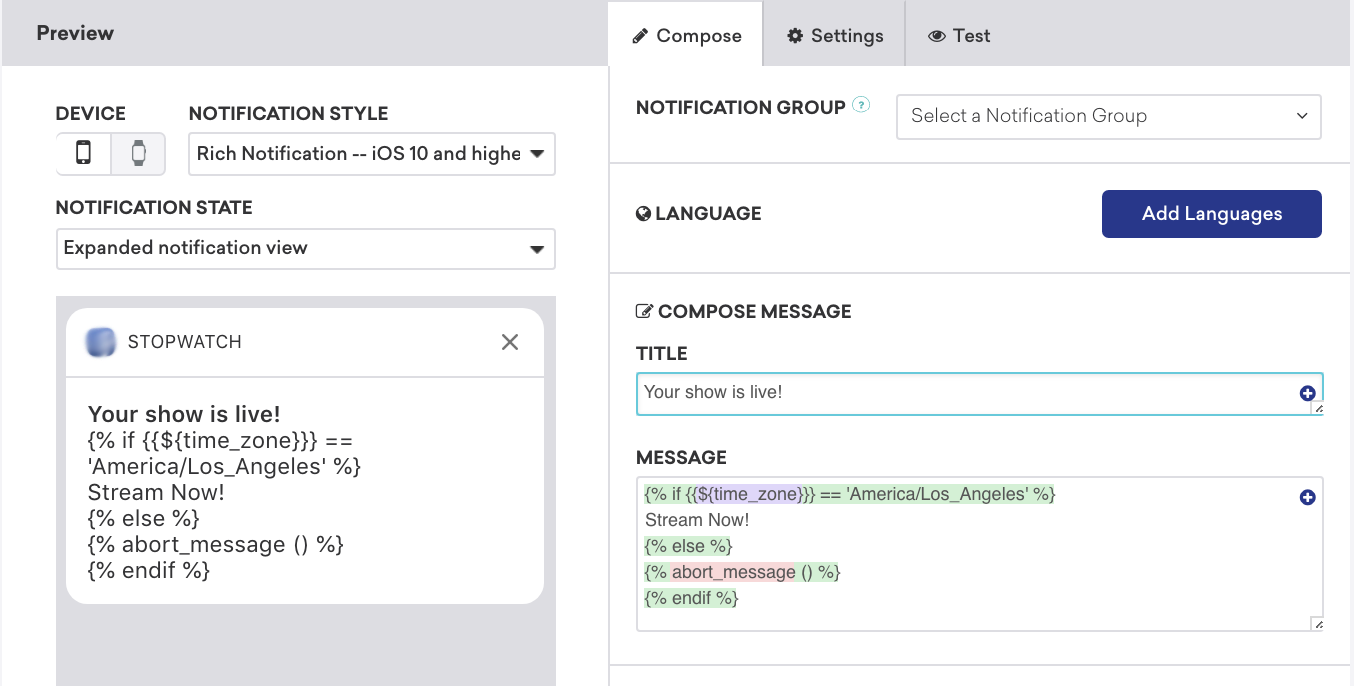 Preview
DEVICE
NOTIFICATION STYLE
Rich Notification -- iOS 10 and highe
NOTIFICATION STATE
Expanded notification view
STOPWATCH
Your show is live!
{% if {{${time_zone}}} ==
'America/Los_Angeles' %}
Stream Now!
{% else %}
{% abort_message () %}
{% endif %}
Compose
Settings
Test
NOTIFICATION GROUP ?
Select a Notification Group
LANGUAGE
Add Languages
COMPOSE MESSAGE
TITLE
Your show is live!
MESSAGE
{% if {{${time_zone}}} == 'America/Los_Angeles' %}
Stream Now!
{% else %}
{% abort_message () %}
{% endif %}